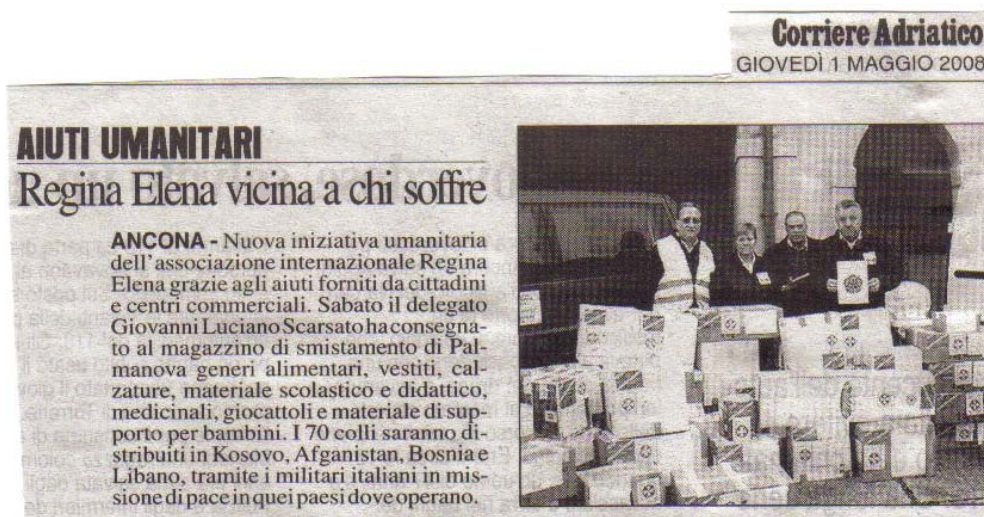 Corriere Adriatico
GIOVEDÌ 1 MAGGIO 2008
AIUTI UMANITARI
Regina Elena vicina a chi soffre
ANCONA - Nuova iniziativa umanitaria
dell'associazione internazionale Regina
Elena grazie agli aiuti forniti da cittadini
e centri commerciali. Sabato il delegato
Giovanni Luciano Scarsato ha consegna-
to al magazzino di smistamento di Pal-
manova generi alimentari, vestiti, cal-
zature, materiale scolastico e didattico,
medicinali, giocattoli e materiale di sup-
porto per bambini. I 70 colli saranno di-
stribuiti in Kosovo, Afganistan, Bosnia e
Libano, tramite i militari italiani in mis-
sione di pace in quei paesi dove operano.